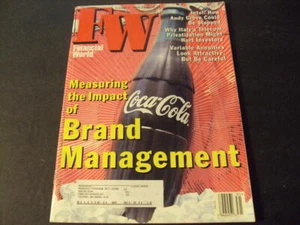 FW
Financial
World
Intel: How
Andy Grove Could
Be Stopped
Why Italy's Telecom
Privatization Might
Hurt Investors
Variable Annuities
Look Attractive,
But Be Careful
Measuring
the Impact
of
Brand
Management
Coca-Cola